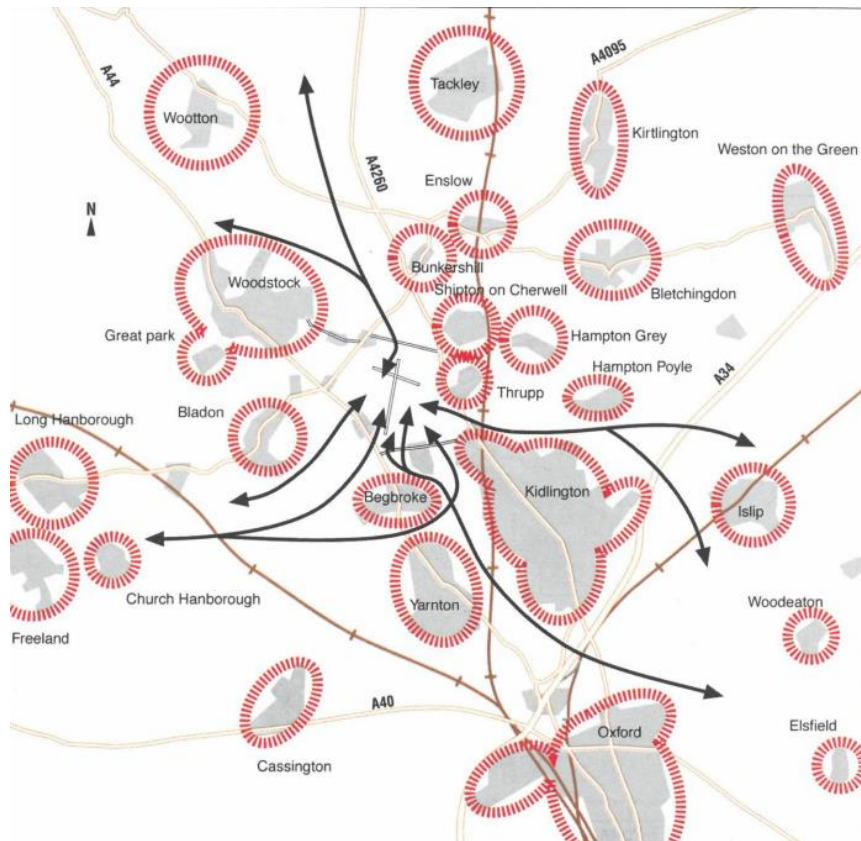 A44
Wootton
Tackley
A4095
Kirtlington
Weston on the Green
N
A4260
Enslow
Bunkershill
Woodstock
Shipton on Cherwell
Bletchingdon
Great park
Hampton Grey
Hampton Poyle
A34
Thrupp
Bladon
Long Hanborough
Kidlington
Begbroke
Islip
Church Hanborough
Yarnton
Woodeaton
Freeland
A40
Oxford
Elsfield
Cassington